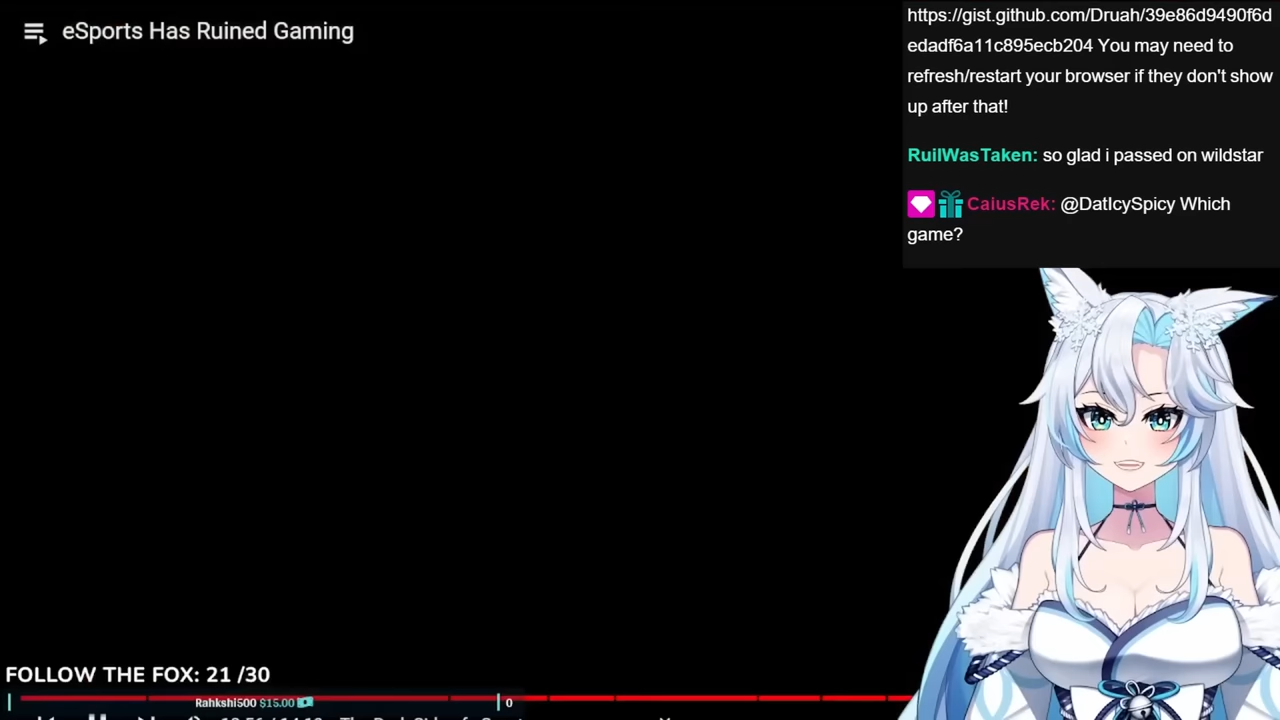 eSports Has Ruined Gaming
https://gist.github.com/Druah/39e86d9490f6d
edadf6a11c895ecb204 You may need to
refresh/restart your browser if they don't show
up after that!
RuilWasTaken: so glad i passed on wildstar
CaiusRek: @DatIcySpicy Which
game?
FOLLOW THE FOX: 21 /30
Rahkshi500 $15.00
0